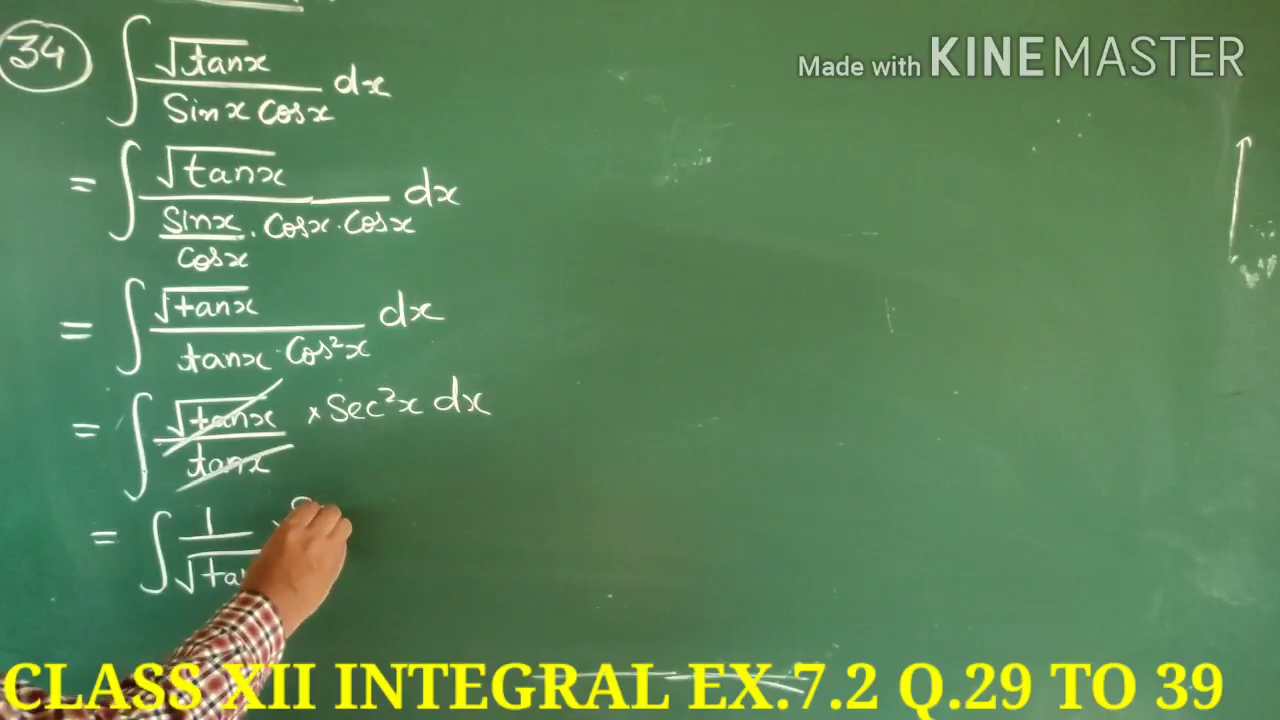 34 ∫ √tanx / Sinx Cosx dx
Made with KINEMASTER
= ∫ √tanx / Sinx/Cosx . Cosx . Cosx dx
= ∫ √tanx / tanx Cos²x dx
= ∫ √tanx / tanx × Sec²x dx
= ∫ 1 / √ta
CLASS XII INTEGRAL EX.7.2 Q.29 TO 39